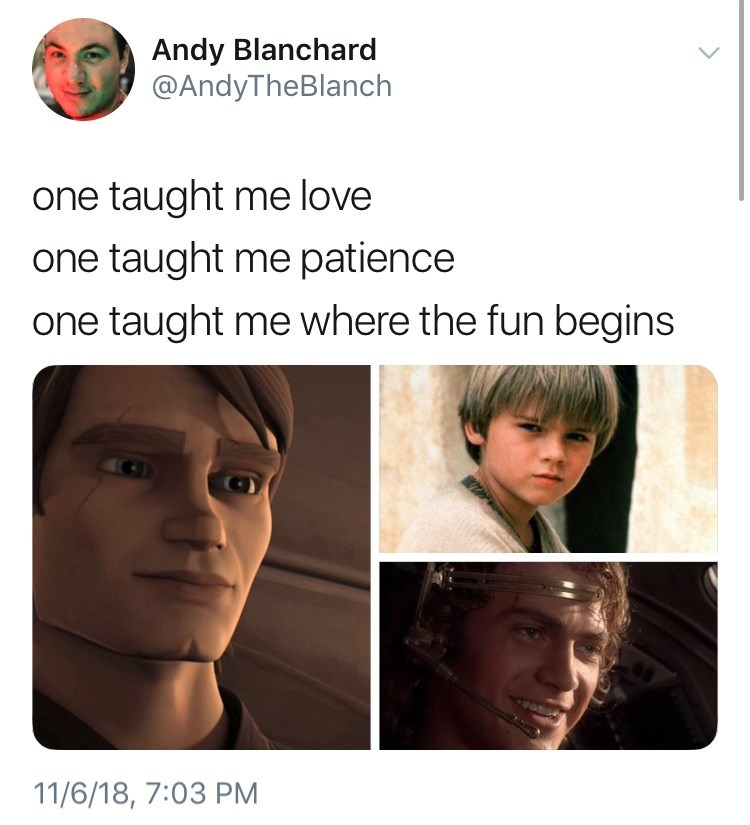 Andy Blanchard
@AndyTheBlanch
one taught me love
one taught me patience
one taught me where the fun begins
11/6/18, 7:03 PM